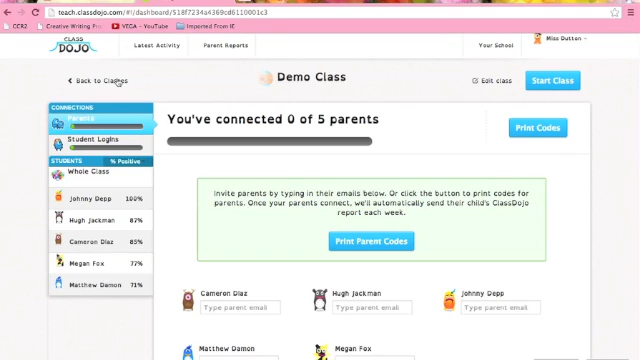 teach.classdojo.com/#!/dashboard/518f7234a4369cd6110001c3
CCR2
Creative Writing Pro
VEGA - YouTube
Imported From IE
CLASS
DOJO
Latest Activity
Parent Reports
Your School
Miss Dutton
Back to Classes
Demo Class
Edit class
Start Class
CONNECTIONS
Parents
Student Logins
STUDENTS
% Positive
Whole Class
Johnny Depp 100%
Hugh Jackman 87%
Cameron Diaz 85%
Megan Fox 77%
Matthew Damon 71%
You've connected 0 of 5 parents
Print Codes
Invite parents by typing in their emails below. Or click the button to print codes for
parents. Once your parents connect, we'll automatically send their child's ClassDojo
report each week.
Print Parent Codes
Cameron Diaz
Type parent email
Hugh Jackman
Type parent email
Johnny Depp
Type parent email
Matthew Damon
Megan Fox